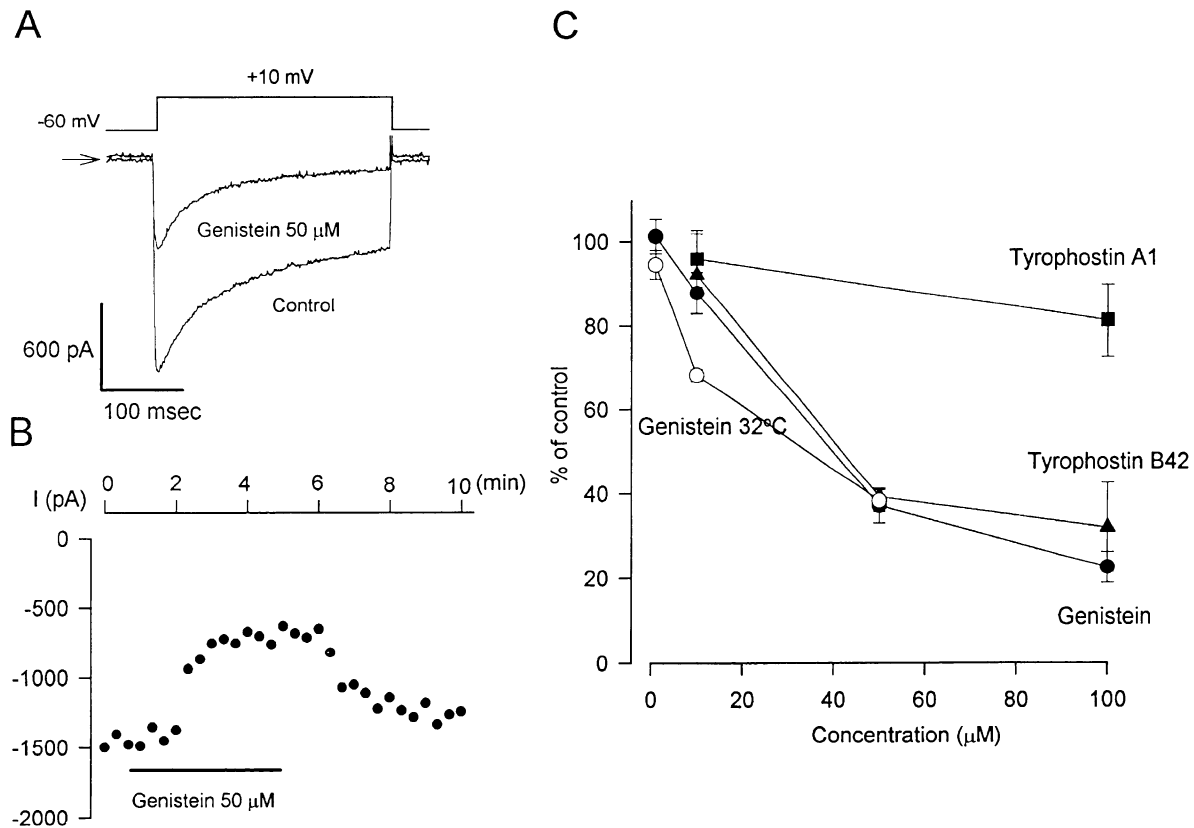 A
+10 mV
-60 mV
Genistein 50 μM
Control
600 pA
100 msec
B
0 2 4 6 8 10 (min)
I (pA)
0
-500
-1000
-1500
-2000
Genistein 50 μM
C
100
80
60
40
20
0
% of control
Tyrophostin A1
Genistein 32°C
Tyrophostin B42
Genistein
0 20 40 60 80 100
Concentration (μM)